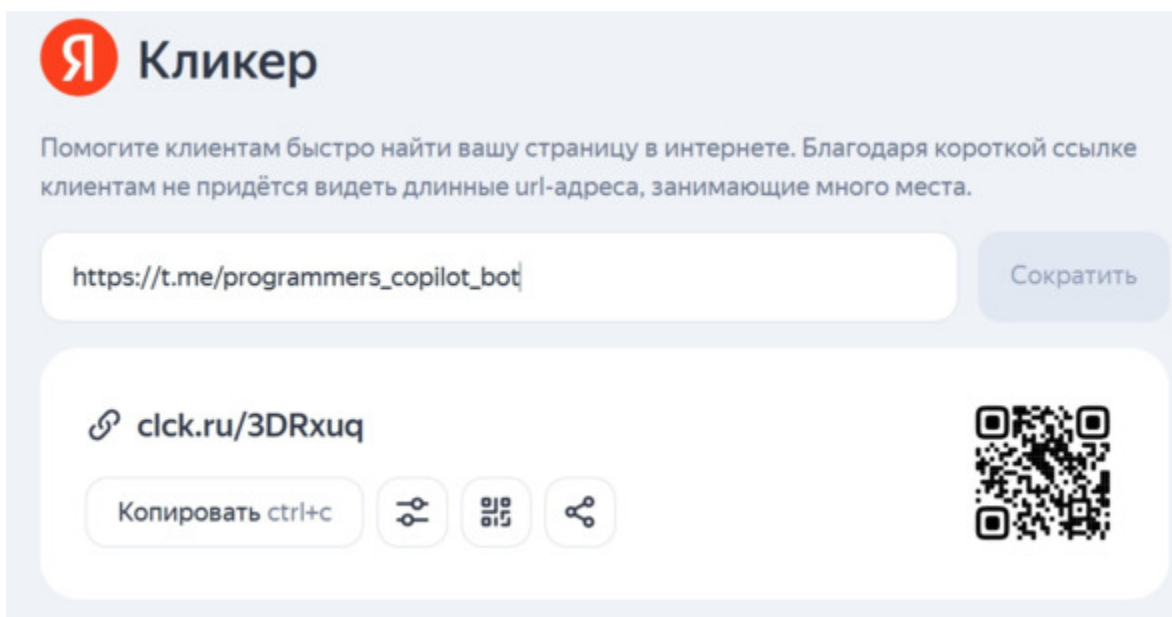 Я Кликер
Помогите клиентам быстро найти вашу страницу в интернете. Благодаря короткой ссылке
клиентам не придётся видеть длинные url-адреса, занимающие много места.
https://t.me/programmers_copilot_bot
Сократить
clck.ru/3DRxuq
Копировать ctrl+c